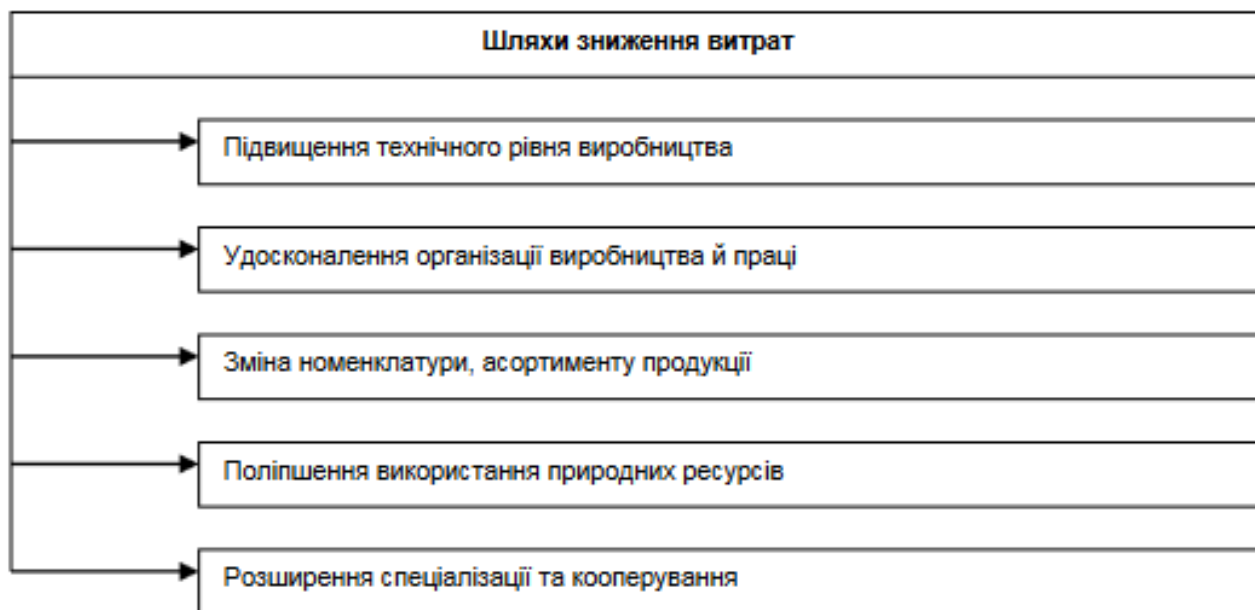 Шляхи зниження витрат
Підвищення технічного рівня виробництва
Удосконалення організації виробництва й праці
Зміна номенклатури, асортименту продукції
Поліпшення використання природних ресурсів
Розширення спеціалізації та кооперування